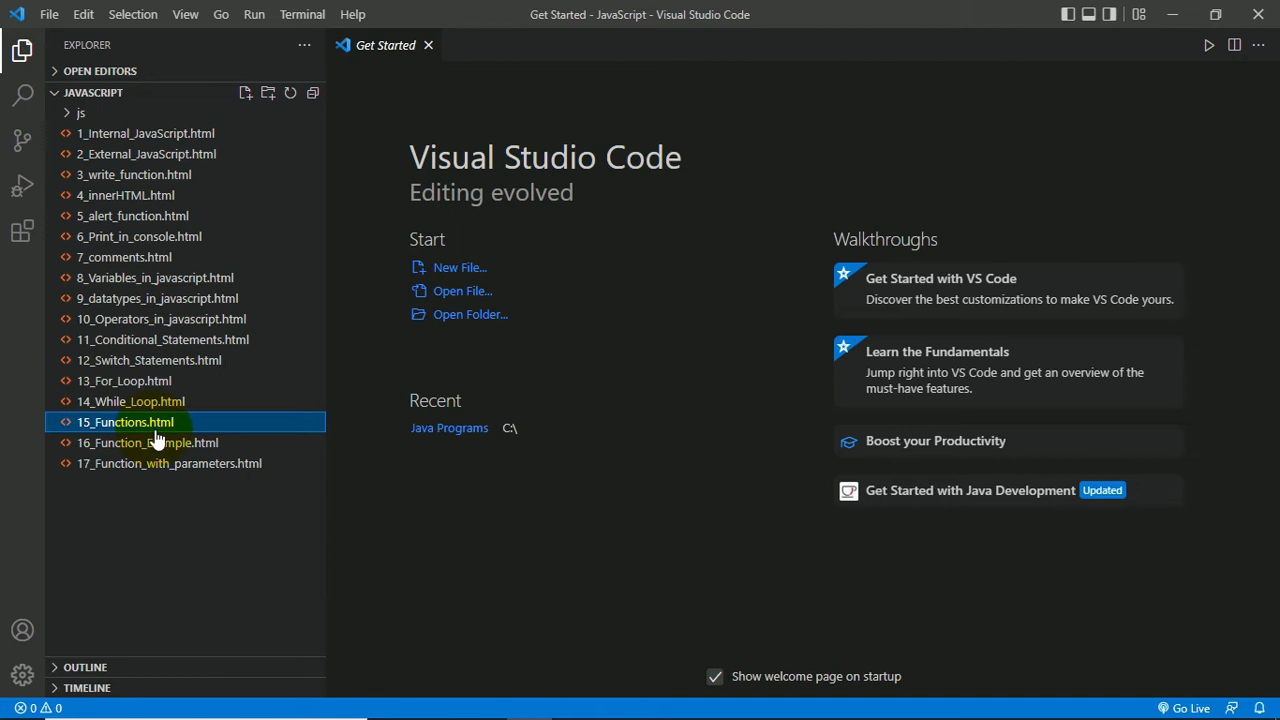 File Edit Selection View Go Run Terminal Help Get Started - JavaScript - Visual Studio Code
EXPLORER
Get Started
OPEN EDITORS
JAVASCRIPT
js
1_Internal_JavaScript.html
2_External_JavaScript.html
3_write_function.html
4_innerHTML.html
5_alert_function.html
6_Print_in_console.html
7_comments.html
8_Variables_in_javascript.html
9_datatypes_in_javascript.html
10_Operators_in_javascript.html
11_Conditional_Statements.html
12_Switch_Statements.html
13_For_Loop.html
14_While_Loop.html
15_Functions.html
16_Function_Example.html
17_Function_with_parameters.html
OUTLINE
TIMELINE
Visual Studio Code
Editing evolved
Start
New File...
Open File...
Open Folder...
Recent
Java Programs C:\
Walkthroughs
Get Started with VS Code
Discover the best customizations to make VS Code yours.
Learn the Fundamentals
Jump right into VS Code and get an overview of the
must-have features.
Boost your Productivity
Get Started with Java Development Updated
Show welcome page on startup
0 0 Go Live